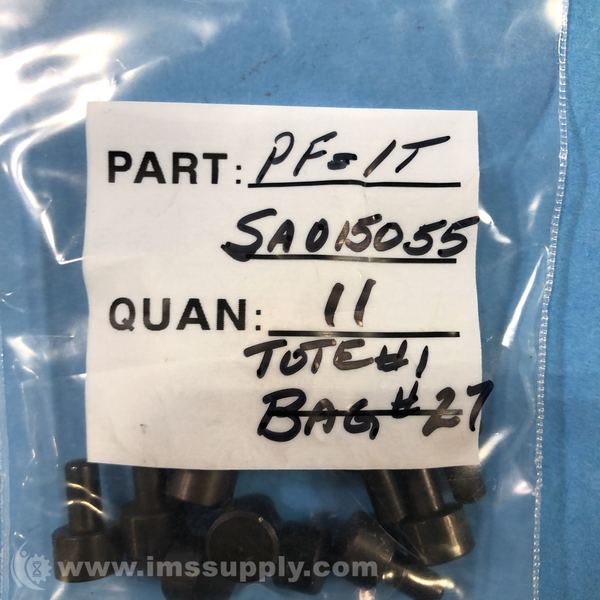 PART: PF-1T
SA015055
QUAN: 11
TOTE #1
BAG #27
www.imssupply.com